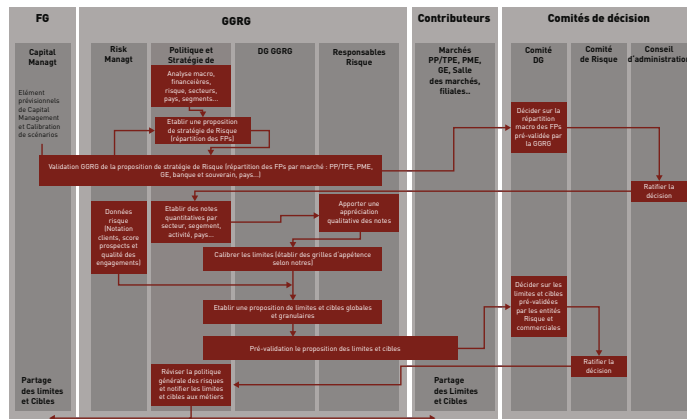 FG
GGRG
Contributeurs
Comités de décision
Capital
Managt
Risk
Managt
Politique et
Stratégie de
DG GGRG
Responsables
Risque
Marchés
PP/TPE, PME,
GE, Salle
des marchés,
filiales..
Comité
DG
Comité
de Risque
Conseil
d'administration
Elément
prévisionnels
de Capital
Management
et Calibration
de scénarios
Analyse macro,
financeières,
risque, secteurs,
pays, segments...
Etablir une proposition
de stratégie de Risque
(répartition des FPs)
Décider sur la
répartition
macro des FPs
pré-validée par
la GGRG
Validation GGRG de la proposition de stratégie de Risque (répartition des FPs par marché : PP/TPE, PME,
GE, banque et souverain, pays...)
Ratifier la
décision
Données
risque
(Notation
clients, score
prospects et
qualité des
engagements)
Etablir des notes
quantitatives par
secteur, segement,
activité, pays...
Apporter une
appréciation
qualitative des notes
Calibrer les limites (établir des grilles d'appétence
selon notres)
Etablir une proposition de limites et cibles globales
et granulaires
Décider sur les
limites et cibles
pré-validées
par les entités
Risque et
commerciales
Pré-validation le proposition des limites et cibles
Ratifier la
décision
Réviser la politique
générale des risques
et notifier les limites
et cibles aux métiers
Partage
des limites
et Cibles
Partage
des Limites
et Cibles